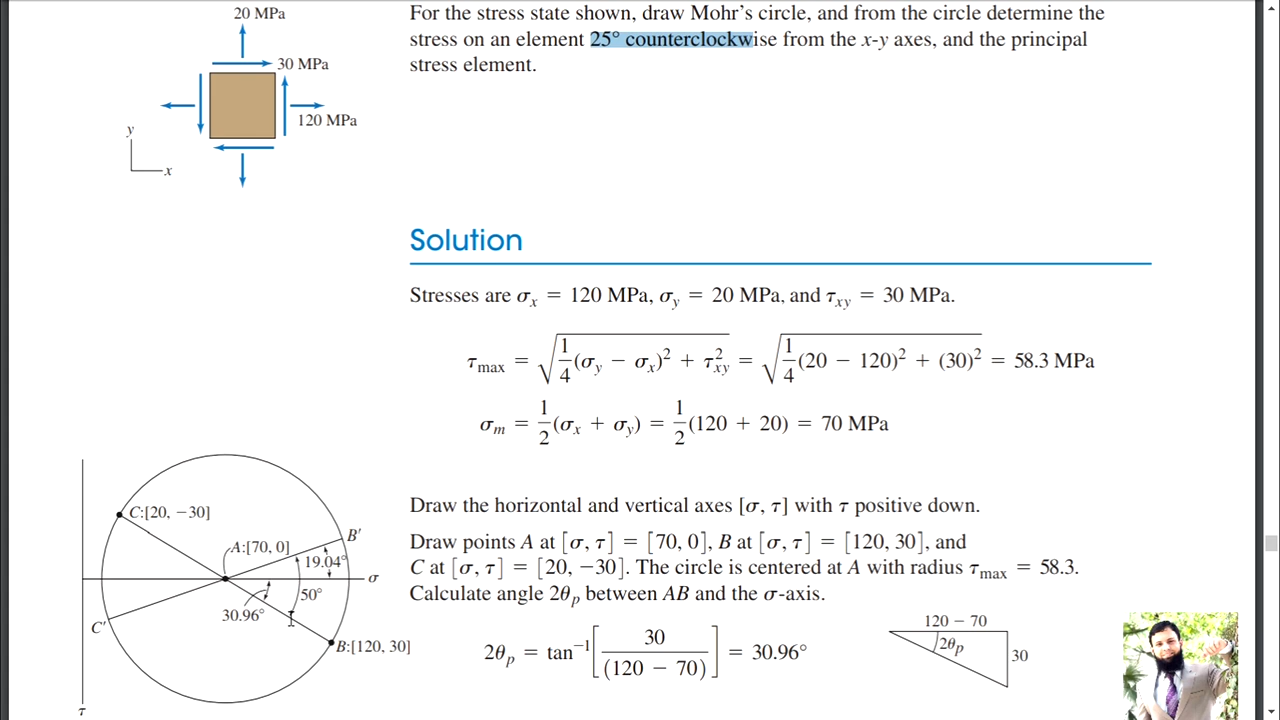 20 MPa
30 MPa
120 MPa
y
x
For the stress state shown, draw Mohr's circle, and from the circle determine the
stress on an element 25° counterclockwise from the x-y axes, and the principal
stress element.
Solution
Stresses are σx = 120 MPa, σy = 20 MPa, and τxy = 30 MPa.
τmax = √(1/4(σy − σx)² + τ²xy) = √(1/4(20 − 120)² + (30)²) = 58.3 MPa
σm = 1/2(σx + σy) = 1/2(120 + 20) = 70 MPa
C:[20, −30]
A:[70, 0]
B′
19.04°
σ
50°
30.96°
C′
B:[120, 30]
τ
Draw the horizontal and vertical axes [σ, τ] with τ positive down.
Draw points A at [σ, τ] = [70, 0], B at [σ, τ] = [120, 30], and
C at [σ, τ] = [20, −30]. The circle is centered at A with radius τmax = 58.3.
Calculate angle 2θp between AB and the σ-axis.
2θp = tan⁻¹[30/(120 − 70)] = 30.96°
120 − 70
2θp
30